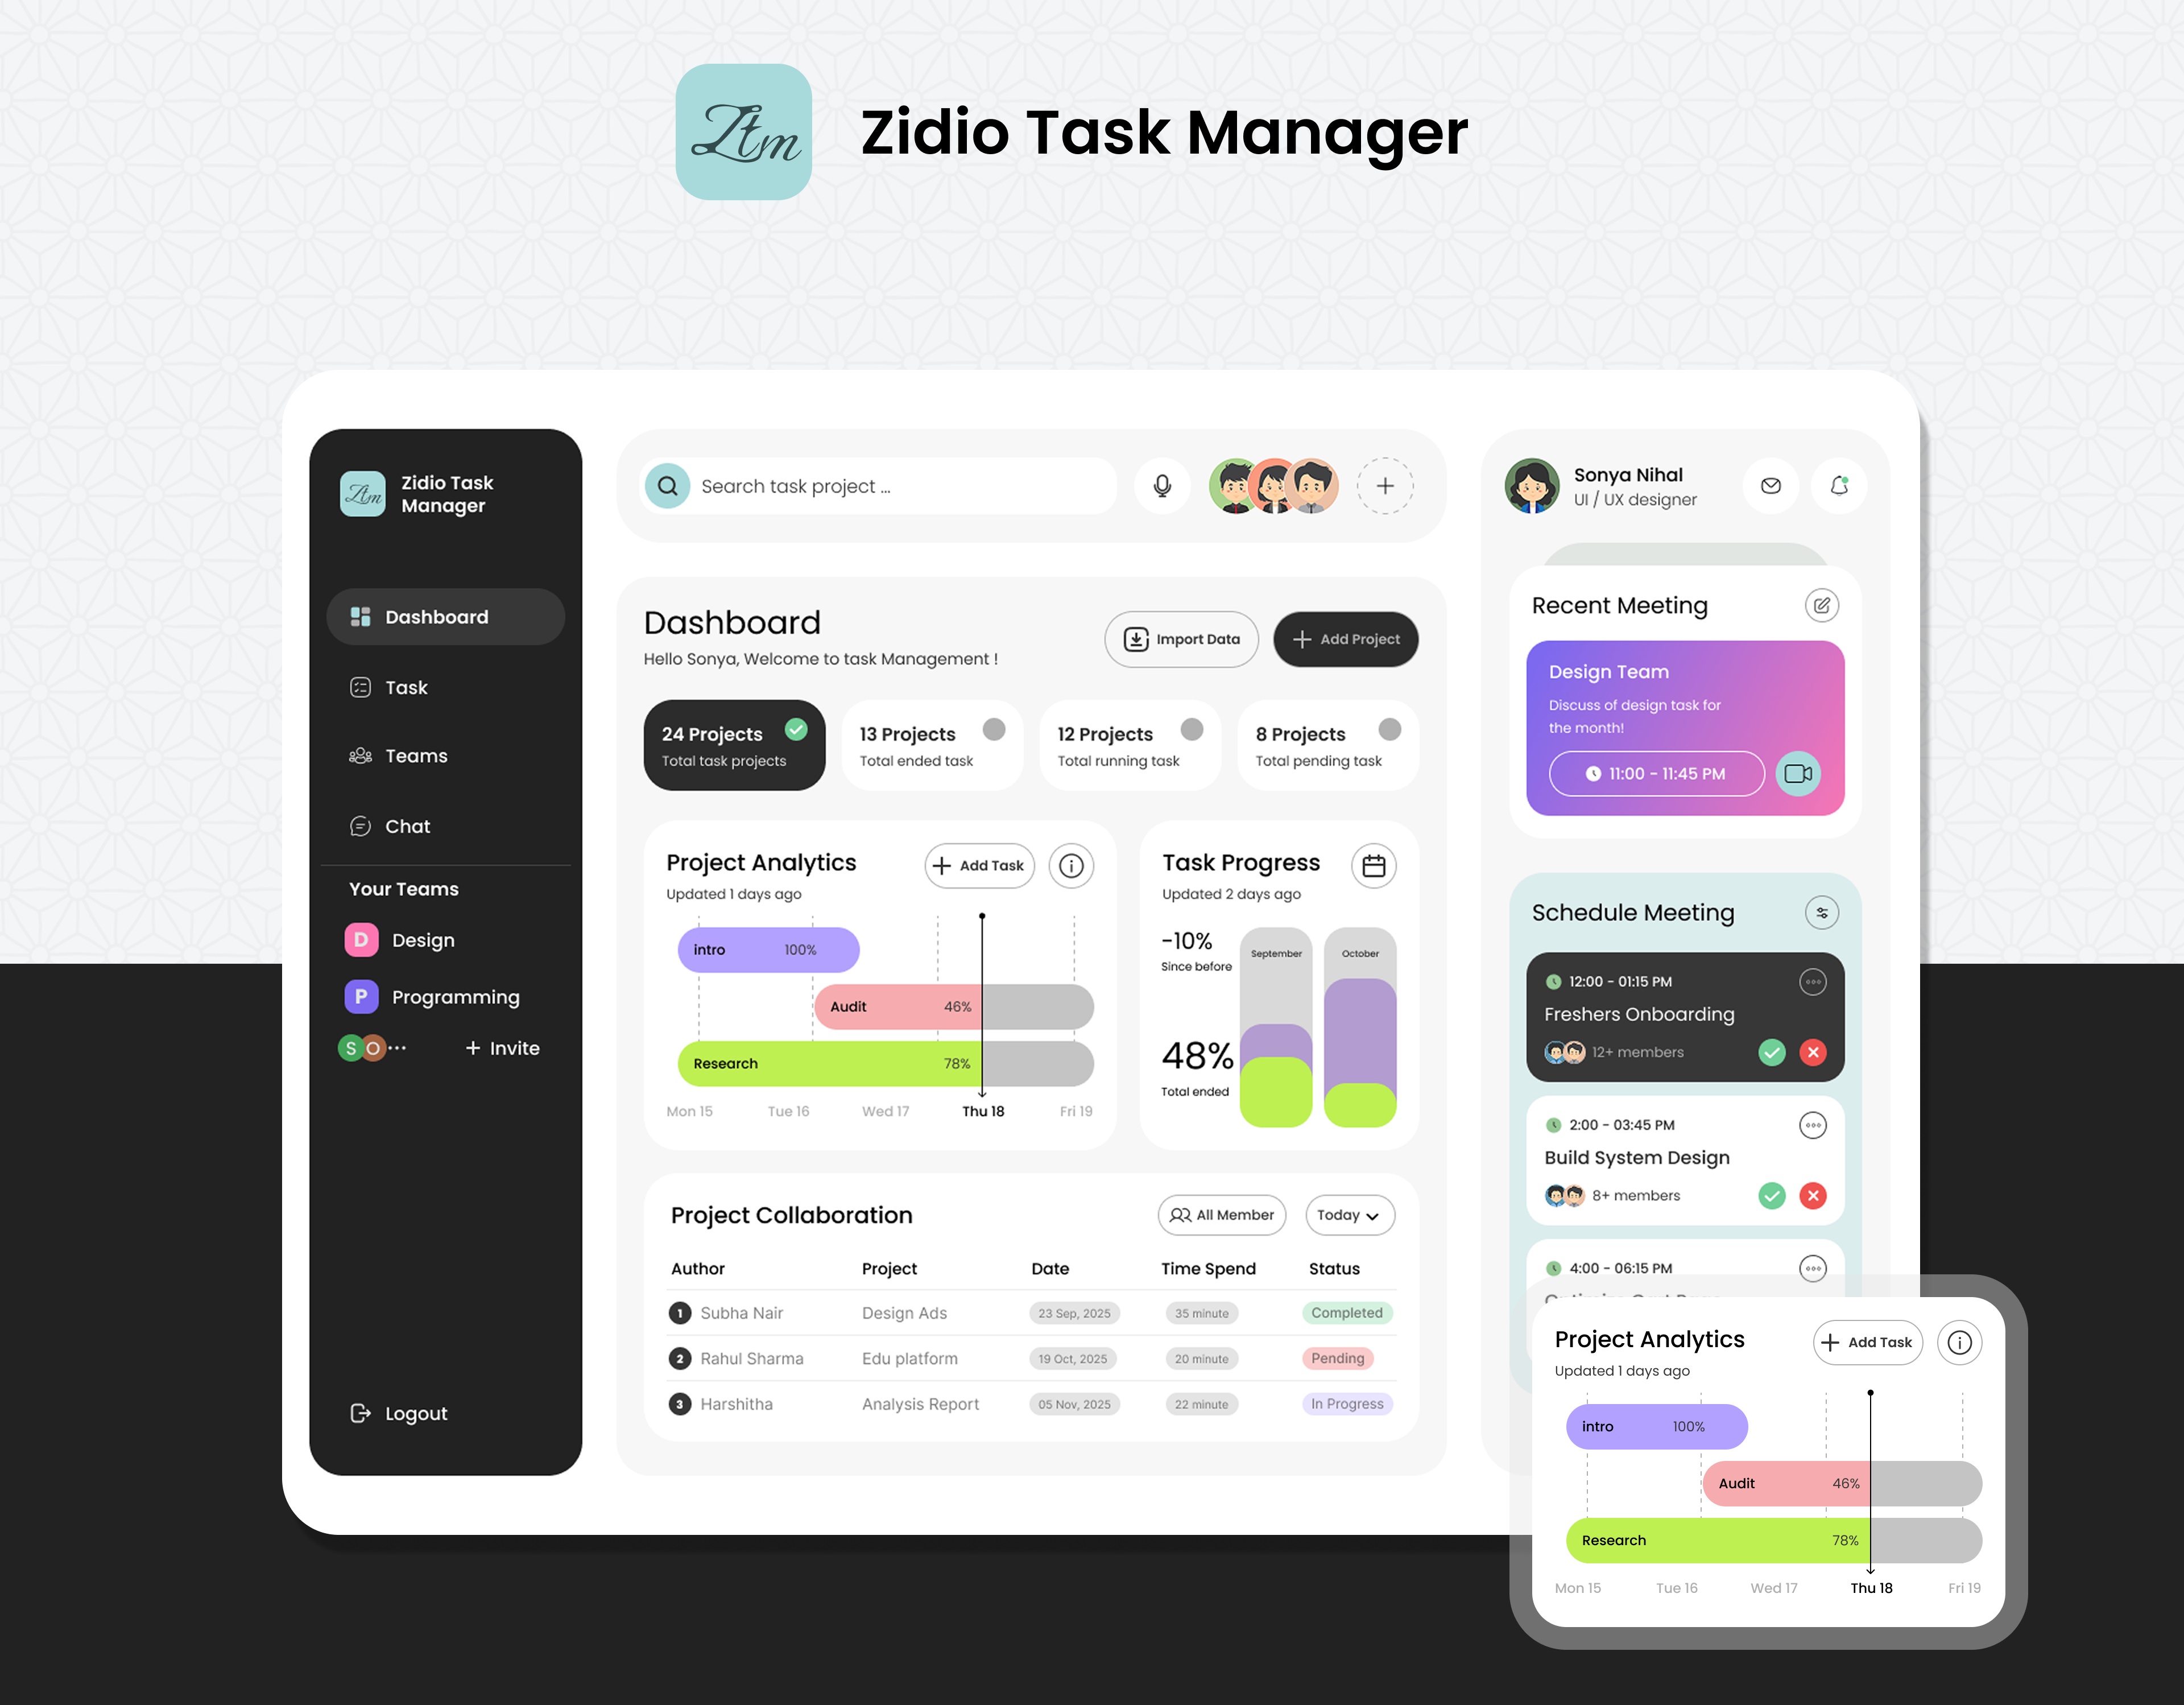 Ztm
Zidio Task Manager
Ztm
Zidio Task
Manager
Dashboard
Task
Teams
Chat
Your Teams
D Design
P Programming
S O ... + Invite
Logout
Search task project ...
Dashboard
Hello Sonya, Welcome to task Management !
Import Data
+ Add Project
24 Projects
Total task projects
13 Projects
Total ended task
12 Projects
Total running task
8 Projects
Total pending task
Project Analytics
Updated 1 days ago
+ Add Task
intro 100%
Audit 46%
Research 78%
Mon 15 Tue 16 Wed 17 Thu 18 Fri 19
Task Progress
Updated 2 days ago
-10%
Since before
48%
Total ended
September October
Project Collaboration
All Member
Today
Author Project Date Time Spend Status
1 Subha Nair Design Ads 23 Sep, 2025 35 minute Completed
2 Rahul Sharma Edu platform 19 Oct, 2025 20 minute Pending
3 Harshitha Analysis Report 05 Nov, 2025 22 minute In Progress
Sonya Nihal
UI / UX designer
Recent Meeting
Design Team
Discuss of design task for
the month!
11:00 - 11:45 PM
Schedule Meeting
12:00 - 01:15 PM
Freshers Onboarding
12+ members
2:00 - 03:45 PM
Build System Design
8+ members
4:00 - 06:15 PM
Project Analytics
Updated 1 days ago
+ Add Task
intro 100%
Audit 46%
Research 78%
Mon 15 Tue 16 Wed 17 Thu 18 Fri 19